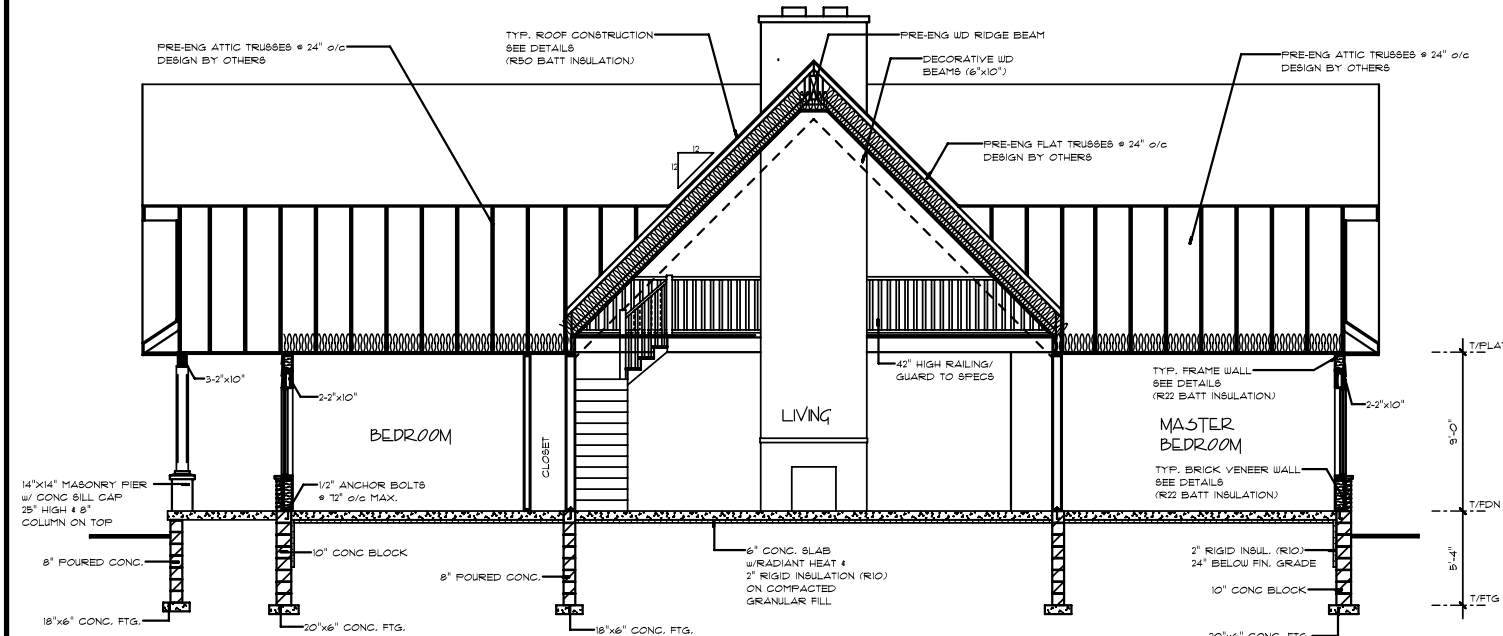 PRE-ENG ATTIC TRUSSES @ 24" o/c
DESIGN BY OTHERS
TYP. ROOF CONSTRUCTION
SEE DETAILS
(R50 BATT INSULATION)
PRE-ENG WD RIDGE BEAM
DECORATIVE WD
BEAMS (6"x10")
PRE-ENG ATTIC TRUSSES @ 24" o/c
DESIGN BY OTHERS
PRE-ENG FLAT TRUSSES @ 24" o/c
DESIGN BY OTHERS
12
12
T/PLAT
3-2"x10"
2-2"x10"
42" HIGH RAILING/
GUARD TO SPECS
TYP. FRAME WALL
SEE DETAILS
(R22 BATT INSULATION)
2-2"x10"
BEDROOM
CLOSET
LIVING
MASTER
BEDROOM
9'-0"
14"x14" MASONRY PIER
w/ CONC SILL CAP
25" HIGH & 8"
COLUMN ON TOP
1/2" ANCHOR BOLTS
@ 72" o/c MAX.
TYP. BRICK VENEER WALL
SEE DETAILS
(R22 BATT INSULATION)
T/FDN
8" POURED CONC.
10" CONC BLOCK
8" POURED CONC.
6" CONC. SLAB
w/RADIANT HEAT &
2" RIGID INSULATION (R10)
ON COMPACTED
GRANULAR FILL
2" RIGID INSUL. (R10)
24" BELOW FIN. GRADE
10" CONC BLOCK
5'-4"
T/FTG
18"x6" CONC. FTG.
20"x6" CONC. FTG.
18"x6" CONC. FTG.
20"x6" CONC. FTG.